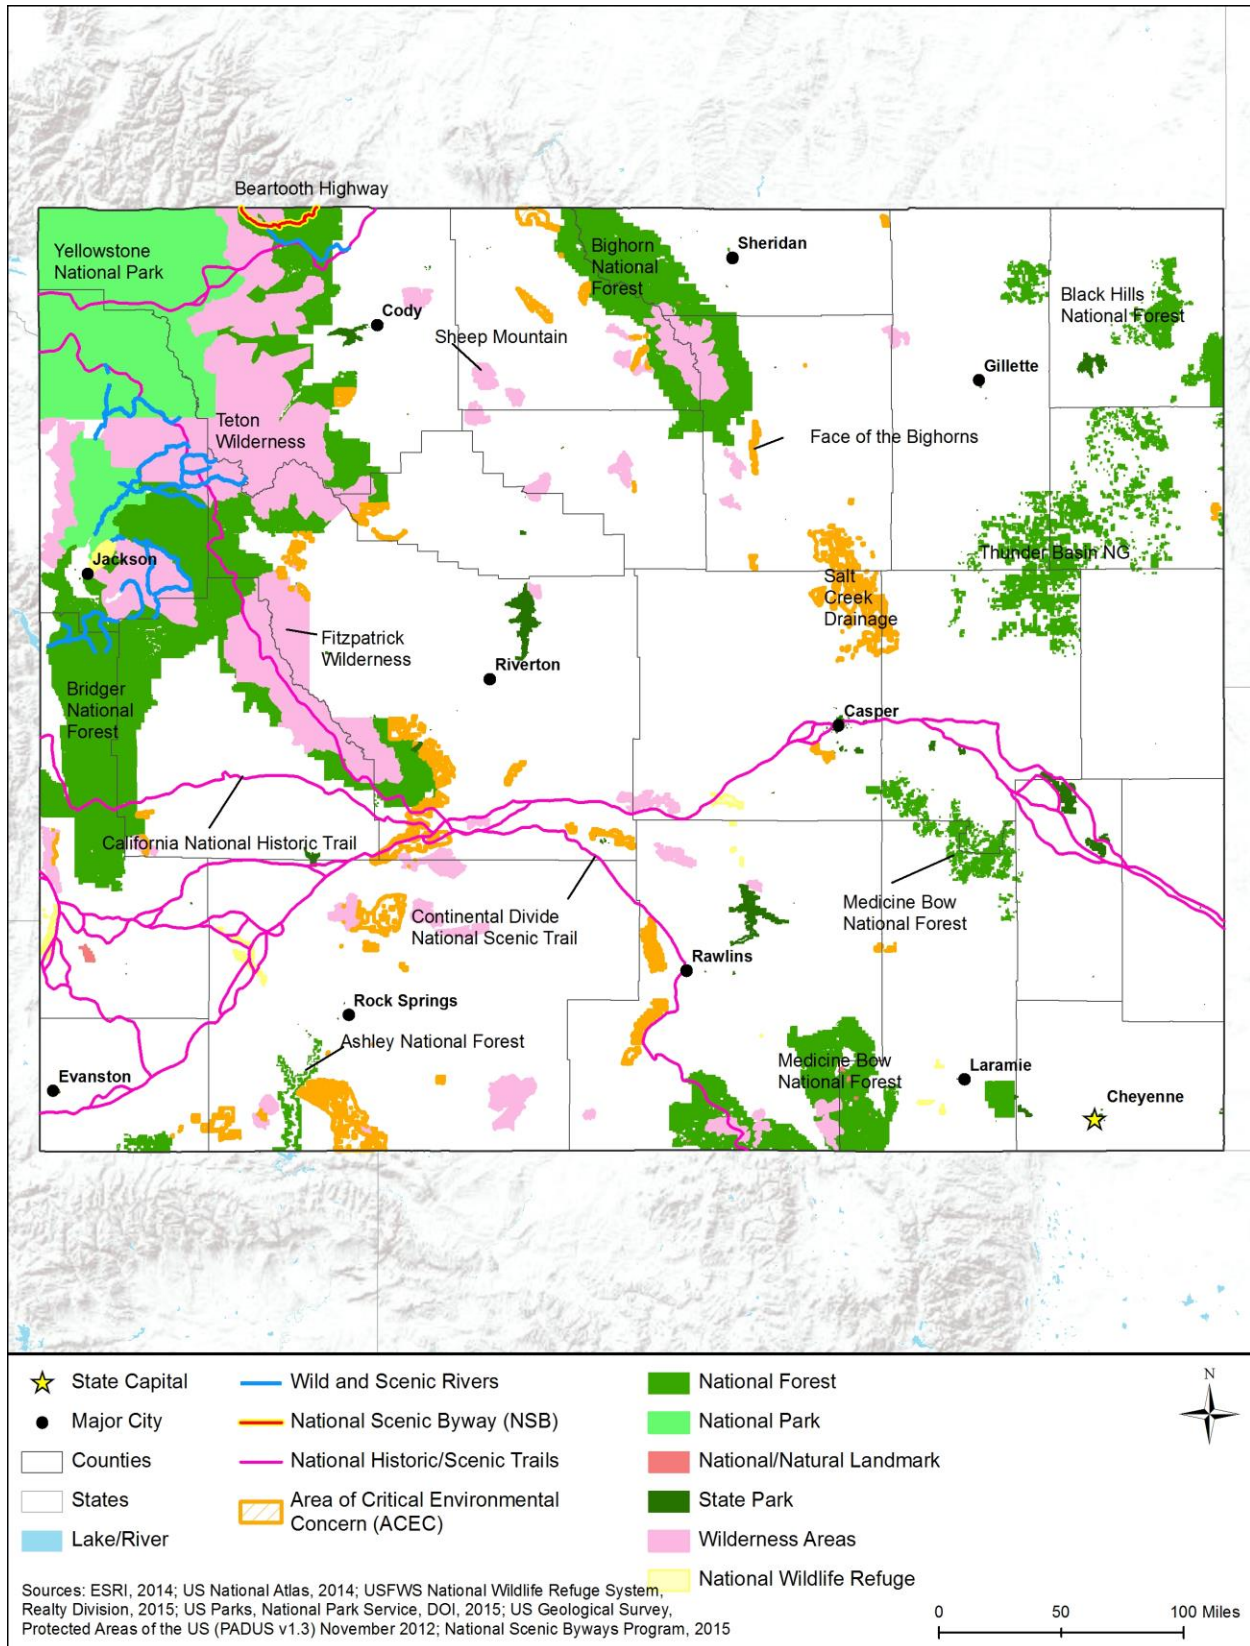 Beartooth Highway
Yellowstone
National Park
Bighorn
National
Forest
Sheridan
Black Hills
National Forest
Cody
Sheep Mountain
Gillette
Teton
Wilderness
Face of the Bighorns
Jackson
Thunder Basin NG
Salt
Creek
Drainage
Fitzpatrick
Wilderness
Riverton
Bridger
National
Forest
Casper
California National Historic Trail
Continental Divide
National Scenic Trail
Medicine Bow
National Forest
Rawlins
Rock Springs
Ashley National Forest
Evanston
Medicine Bow
National Forest
Laramie
Cheyenne
State Capital
Major City
Counties
States
Lake/River
Wild and Scenic Rivers
National Scenic Byway (NSB)
National Historic/Scenic Trails
Area of Critical Environmental
Concern (ACEC)
National Forest
National Park
National/Natural Landmark
State Park
Wilderness Areas
National Wildlife Refuge
N
Sources: ESRI, 2014; US National Atlas, 2014; USFWS National Wildlife Refuge System,
Realty Division, 2015; US Parks, National Park Service, DOI, 2015; US Geological Survey,
Protected Areas of the US (PADUS v1.3) November 2012; National Scenic Byways Program, 2015
0 50 100 Miles